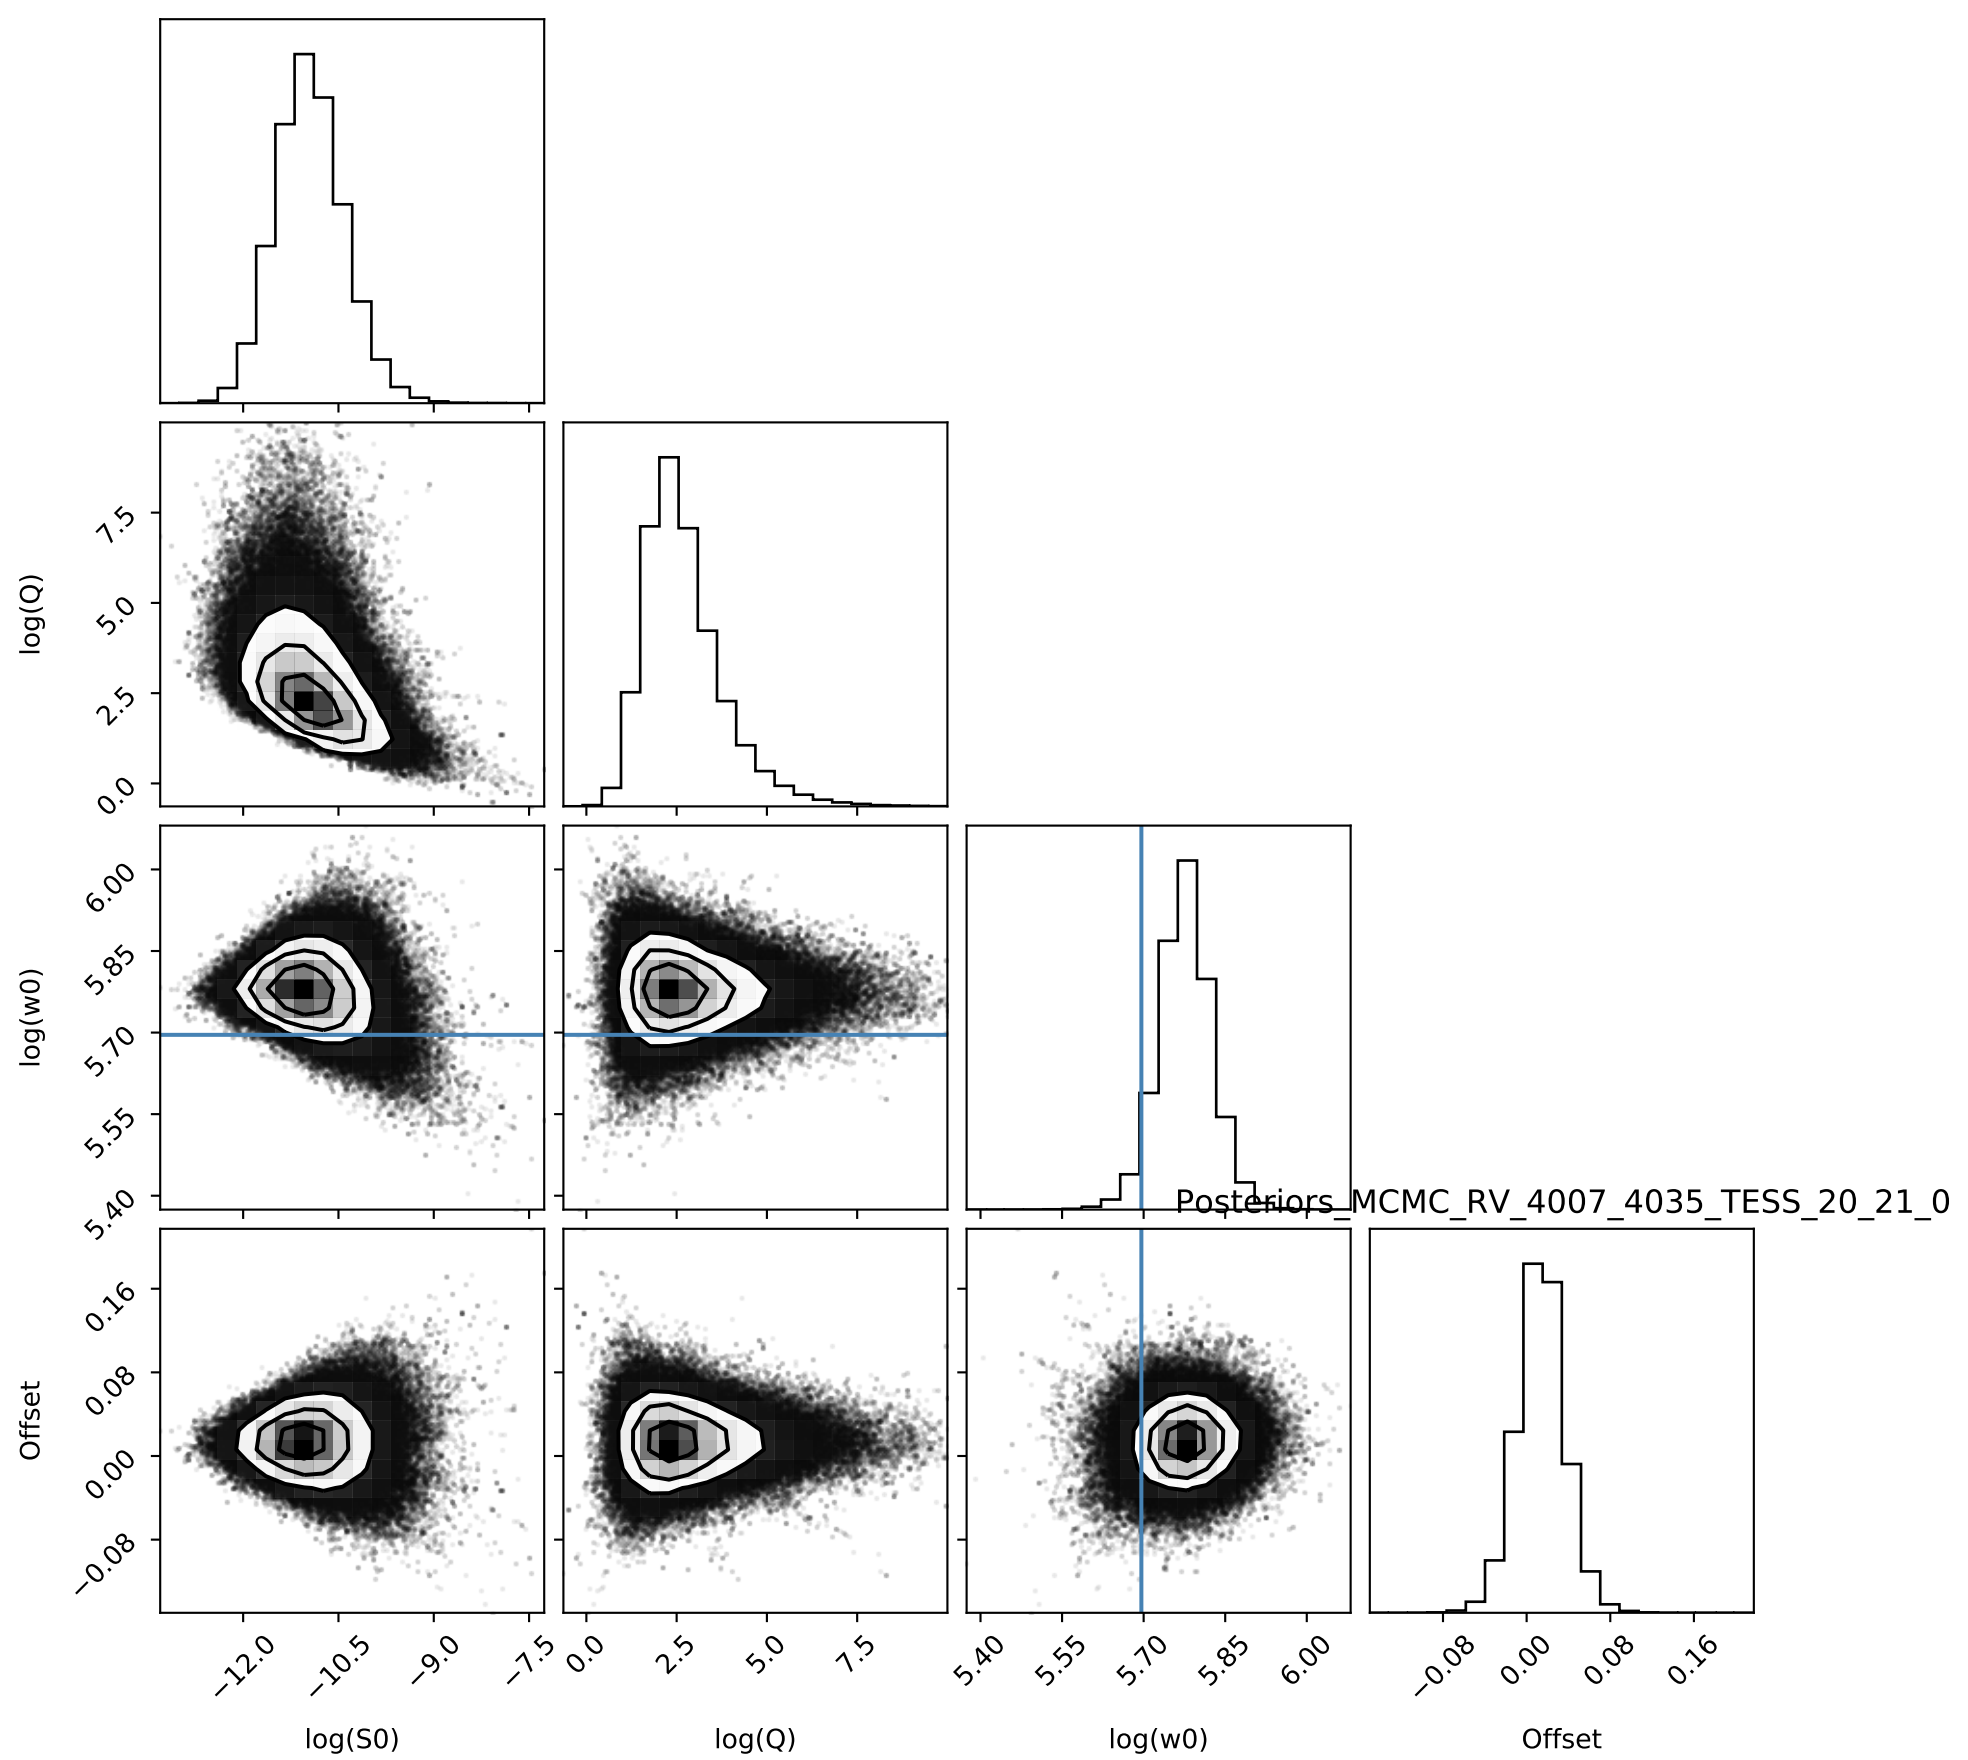 log(Q)
7.5
5.0
2.5
0.0
log(w0)
6.00
5.85
5.70
5.55
5.40
Posteriors_MCMC_RV_4007_4035_TESS_20_21_0
Offset
0.16
0.08
0.00
−0.08
−12.0 −10.5 −9.0 −7.5 0.0 2.5 5.0 7.5 5.40 5.55 5.70 5.85 6.00 −0.08 0.00 0.08 0.16
log(S0) log(Q) log(w0) Offset